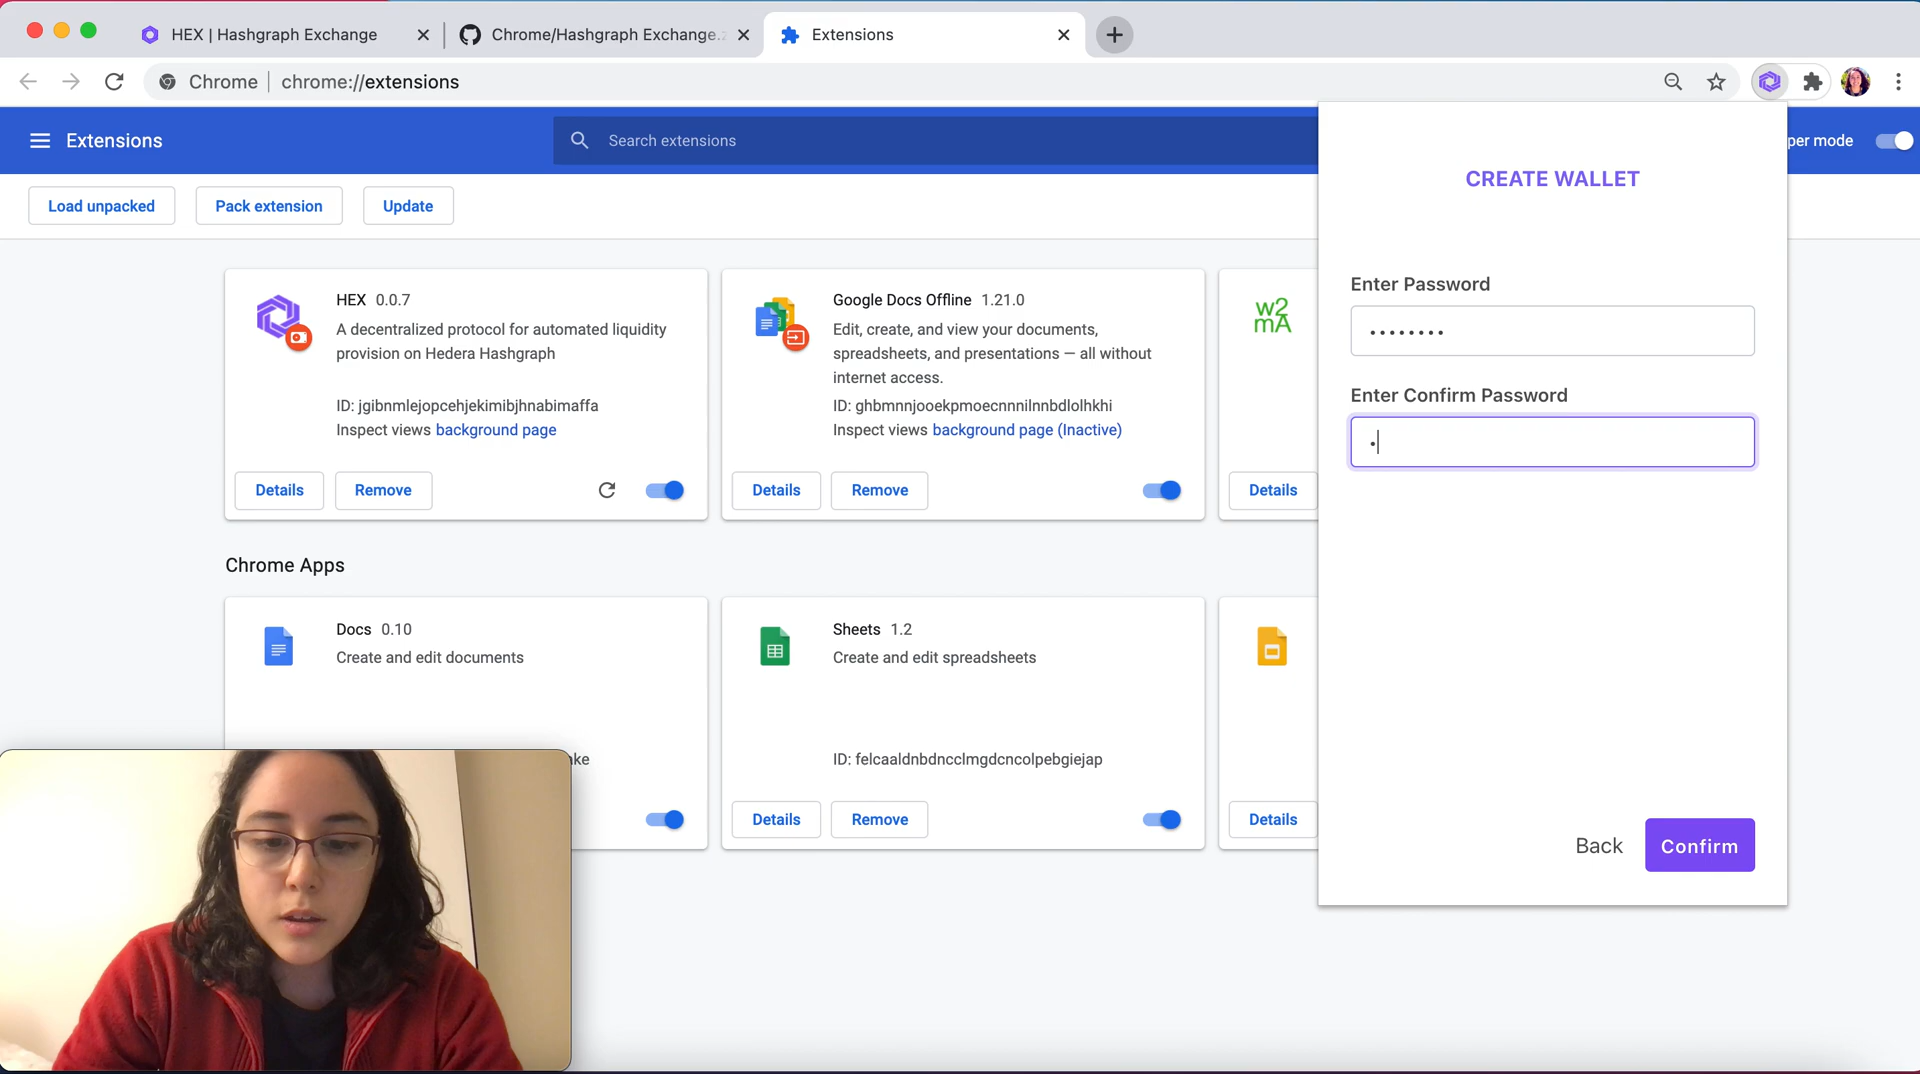 HEX | Hashgraph Exchange
Chrome/Hashgraph Exchange.z
Extensions
Chrome
chrome://extensions
Extensions
Search extensions
per mode
Load unpacked
Pack extension
Update
HEX 0.0.7
A decentralized protocol for automated liquidity
provision on Hedera Hashgraph
ID: jgibnmlejopcehjekimibjhnabimaffa
Inspect views background page
Details
Remove
Google Docs Offline 1.21.0
Edit, create, and view your documents,
spreadsheets, and presentations — all without
internet access.
ID: ghbmnnjooekpmoecnnnilnnbdlolhkhi
Inspect views background page (Inactive)
Details
Remove
w2
mA
Details
Chrome Apps
Docs 0.10
Create and edit documents
ke
Sheets 1.2
Create and edit spreadsheets
ID: felcaaldnbdncclmgdcncolpebgiejap
Details
Remove
Details
CREATE WALLET
Enter Password
••••••••
Enter Confirm Password
•
Back
Confirm